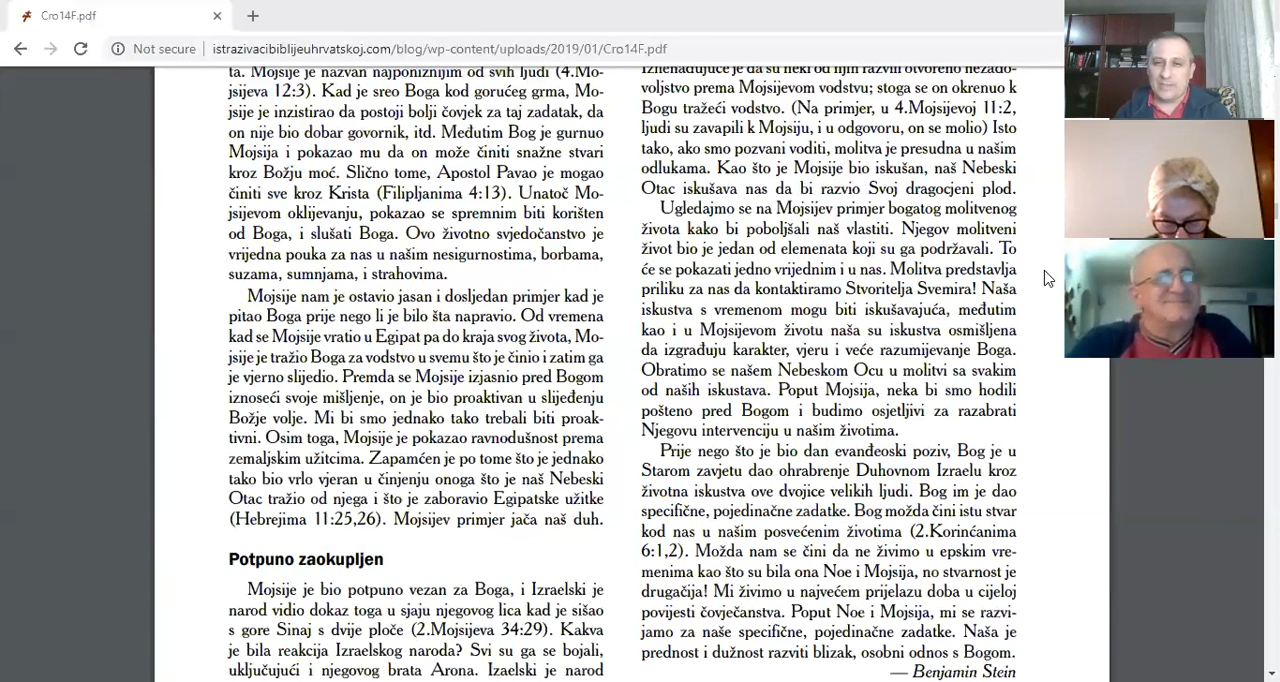 Cro14F.pdf
Not secure
istrazivacibiblijeuhrvatskoj.com/blog/wp-content/uploads/2019/01/Cro14F.pdf
ta. Mojsije je nazvan najponiznijim od svih ljudi (4.Mo-
jsijeva 12:3). Kad je sreo Boga kod gorućeg grma, Mo-
jsije je inzistirao da postoji bolji čovjek za taj zadatak, da
on nije bio dobar govornik, itd. Međutim Bog je gurnuo
Mojsija i pokazao mu da on može činiti snažne stvari
kroz Božju moć. Slično tome, Apostol Pavao je mogao
činiti sve kroz Krista (Filipljanima 4:13). Unatoč Mo-
jsijevom oklijevanju, pokazao se spremnim biti korišten
od Boga, i slušati Boga. Ovo životno svjedočanstvo je
vrijedna pouka za nas u našim nesigurnostima, borbama,
suzama, sumnjama, i strahovima.
Mojsije nam je ostavio jasan i dosljedan primjer kad je
pitao Boga prije nego li je bilo šta napravio. Od vremena
kad se Mojsije vratio u Egipat pa do kraja svog života, Mo-
jsije je tražio Boga za vodstvo u svemu što je činio i zatim ga
je vjerno slijedio. Premda se Mojsije izjasnio pred Bogom
iznoseći svoje mišljenje, on je bio proaktivan u slijeđenju
Božje volje. Mi bi smo jednako tako trebali biti proak-
tivni. Osim toga, Mojsije je pokazao ravnodušnost prema
zemaljskim užitcima. Zapamćen je po tome što je jednako
tako bio vrlo vjeran u činjenju onoga što je naš Nebeski
Otac tražio od njega i što je zaboravio Egipatske užitke
(Hebrejima 11:25,26). Mojsijev primjer jača naš duh.
Potpuno zaokupljen
Mojsije je bio potpuno vezan za Boga, i Izraelski je
narod vidio dokaz toga u sjaju njegovog lica kad je sišao
s gore Sinaj s dvije ploče (2.Mojsijeva 34:29). Kakva
je bila reakcija Izraelskog naroda? Svi su ga se bojali,
uključujući i njegovog brata Arona. Izaelski je narod
Iznenađujuće je da su neki od njih razvili otvoreno nezado-
voljstvo prema Mojsijevom vodstvu; stoga se on okrenuo k
Bogu tražeći vodstvo. (Na primjer, u 4.Mojsijevoj 11:2,
ljudi su zavapili k Mojsiju, i u odgovoru, on se molio) Isto
tako, ako smo pozvani voditi, molitva je presudna u našim
odlukama. Kao što je Mojsije bio iskušan, naš Nebeski
Otac iskušava nas da bi razvio Svoj dragocjeni plod.
Ugledajmo se na Mojsijev primjer bogatog molitvenog
života kako bi poboljšali naš vlastiti. Njegov molitveni
život bio je jedan od elemenata koji su ga podržavali. To
će se pokazati jedno vrijednim i u nas. Molitva predstavlja
priliku za nas da kontaktiramo Stvoritelja Svemira! Naša
iskustva s vremenom mogu biti iskušavajuća, međutim
kao i u Mojsijevom životu naša su iskustva osmišljena
da izgrađuju karakter, vjeru i veće razumijevanje Boga.
Obratimo se našem Nebeskom Ocu u molitvi sa svakim
od naših iskustava. Poput Mojsija, neka bi smo hodili
pošteno pred Bogom i budimo osjetljivi za razabrati
Njegovu intervenciju u našim životima.
Prije nego što je bio dan evanđeoski poziv, Bog je u
Starom zavjetu dao ohrabrenje Duhovnom Izraelu kroz
životna iskustva ove dvojice velikih ljudi. Bog im je dao
specifične, pojedinačne zadatke. Bog možda čini istu stvar
kod nas u našim posvećenim životima (2.Korinćanima
6:1,2). Možda nam se čini da ne živimo u epskim vre-
menima kao što su bila ona Noe i Mojsija, no stvarnost je
drugačija! Mi živimo u najvećem prijelazu doba u cijeloj
povijesti čovječanstva. Poput Noe i Mojsija, mi se razvi-
jamo za naše specifične, pojedinačne zadatke. Naša je
prednost i dužnost razviti blizak, osobni odnos s Bogom.
— Benjamin Stein